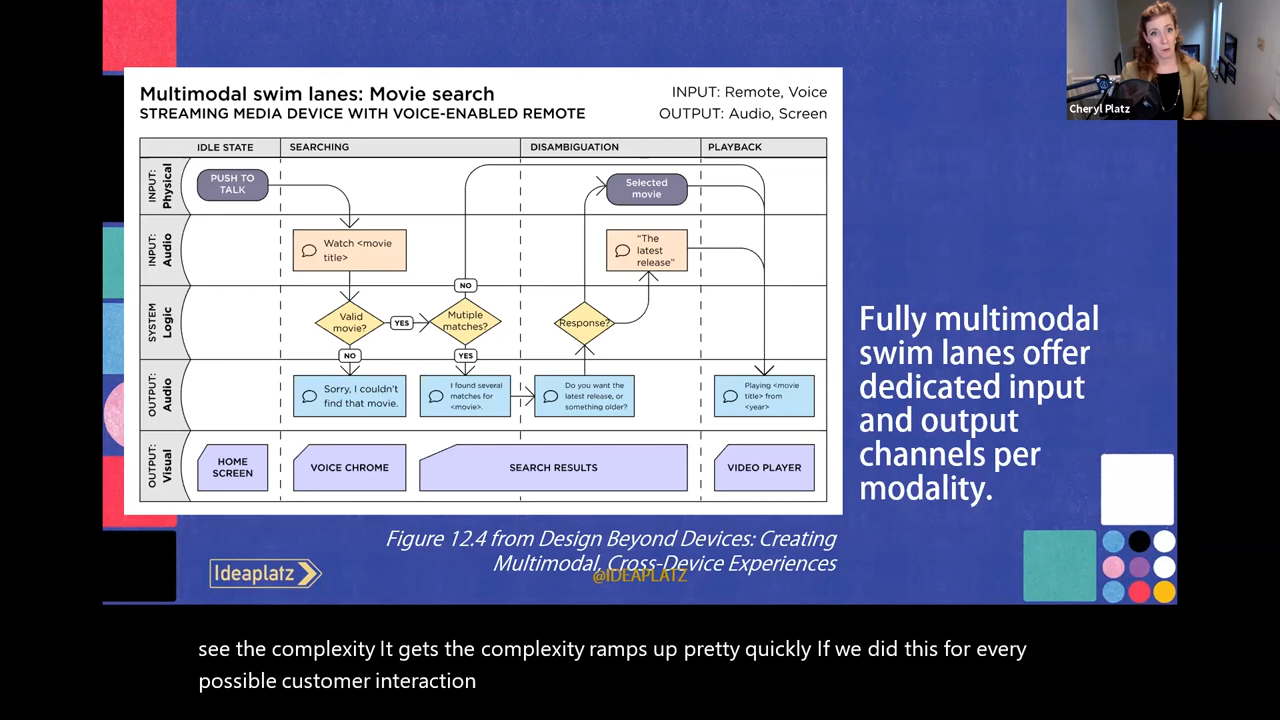 Multimodal swim lanes: Movie search
STREAMING MEDIA DEVICE WITH VOICE-ENABLED REMOTE
INPUT: Remote, Voice
OUTPUT: Audio, Screen
IDLE STATE
SEARCHING
DISAMBIGUATION
PLAYBACK
INPUT:
Physical
PUSH TO
TALK
Selected
movie
INPUT:
Audio
Watch <movie
title>
"The
latest
release"
SYSTEM
Logic
Valid
movie?
YES
NO
Mutiple
matches?
NO
YES
Response?
OUTPUT:
Audio
Sorry, I couldn't
find that movie.
I found several
matches for
<movie>.
Do you want the
latest release, or
something older?
Playing <movie
title> from
<year>
OUTPUT:
Visual
HOME
SCREEN
VOICE CHROME
SEARCH RESULTS
VIDEO PLAYER
Cheryl Platz
Fully multimodal
swim lanes offer
dedicated input
and output
channels per
modality.
Figure 12.4 from Design Beyond Devices: Creating
Multimodal, Cross-Device Experiences
Ideaplatz
@IDEAPLATZ
see the complexity It gets the complexity ramps up pretty quickly If we did this for every
possible customer interaction